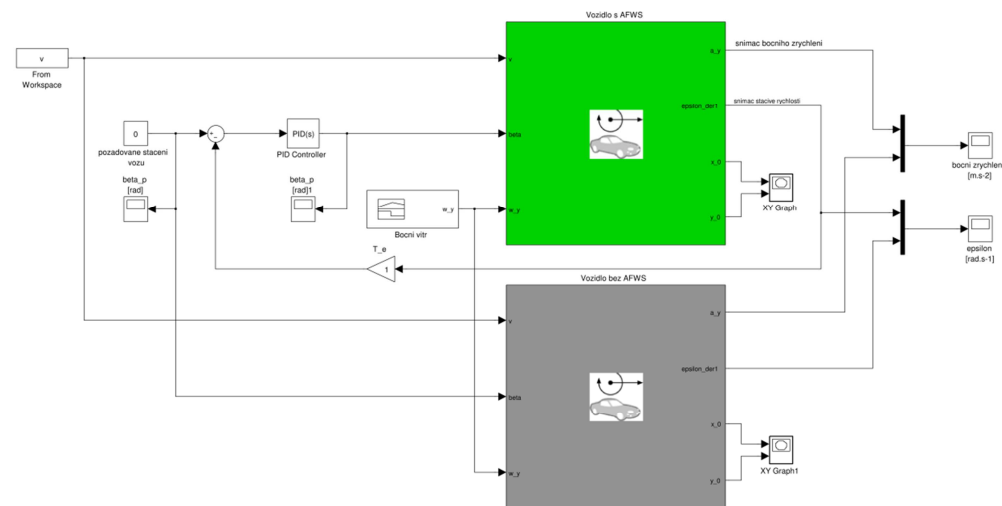 Vozidlo s AFWS
v
From
Workspace
v
a_y
snimac bocniho zrychleni
epsilon_der1
snimac stacive rychlosti
0
pozadovane staceni
vozu
+
-
PID(s)
PID Controller
beta
beta_p
[rad]
beta_p
[rad]1
w_y
Bocni vitr
w_y
x_0
y_0
XY Graph
bocni zrychlen
[m.s-2]
epsilon
[rad.s-1]
T_e
1
Vozidlo bez AFWS
v
a_y
epsilon_der1
beta
x_0
w_y
y_0
XY Graph1